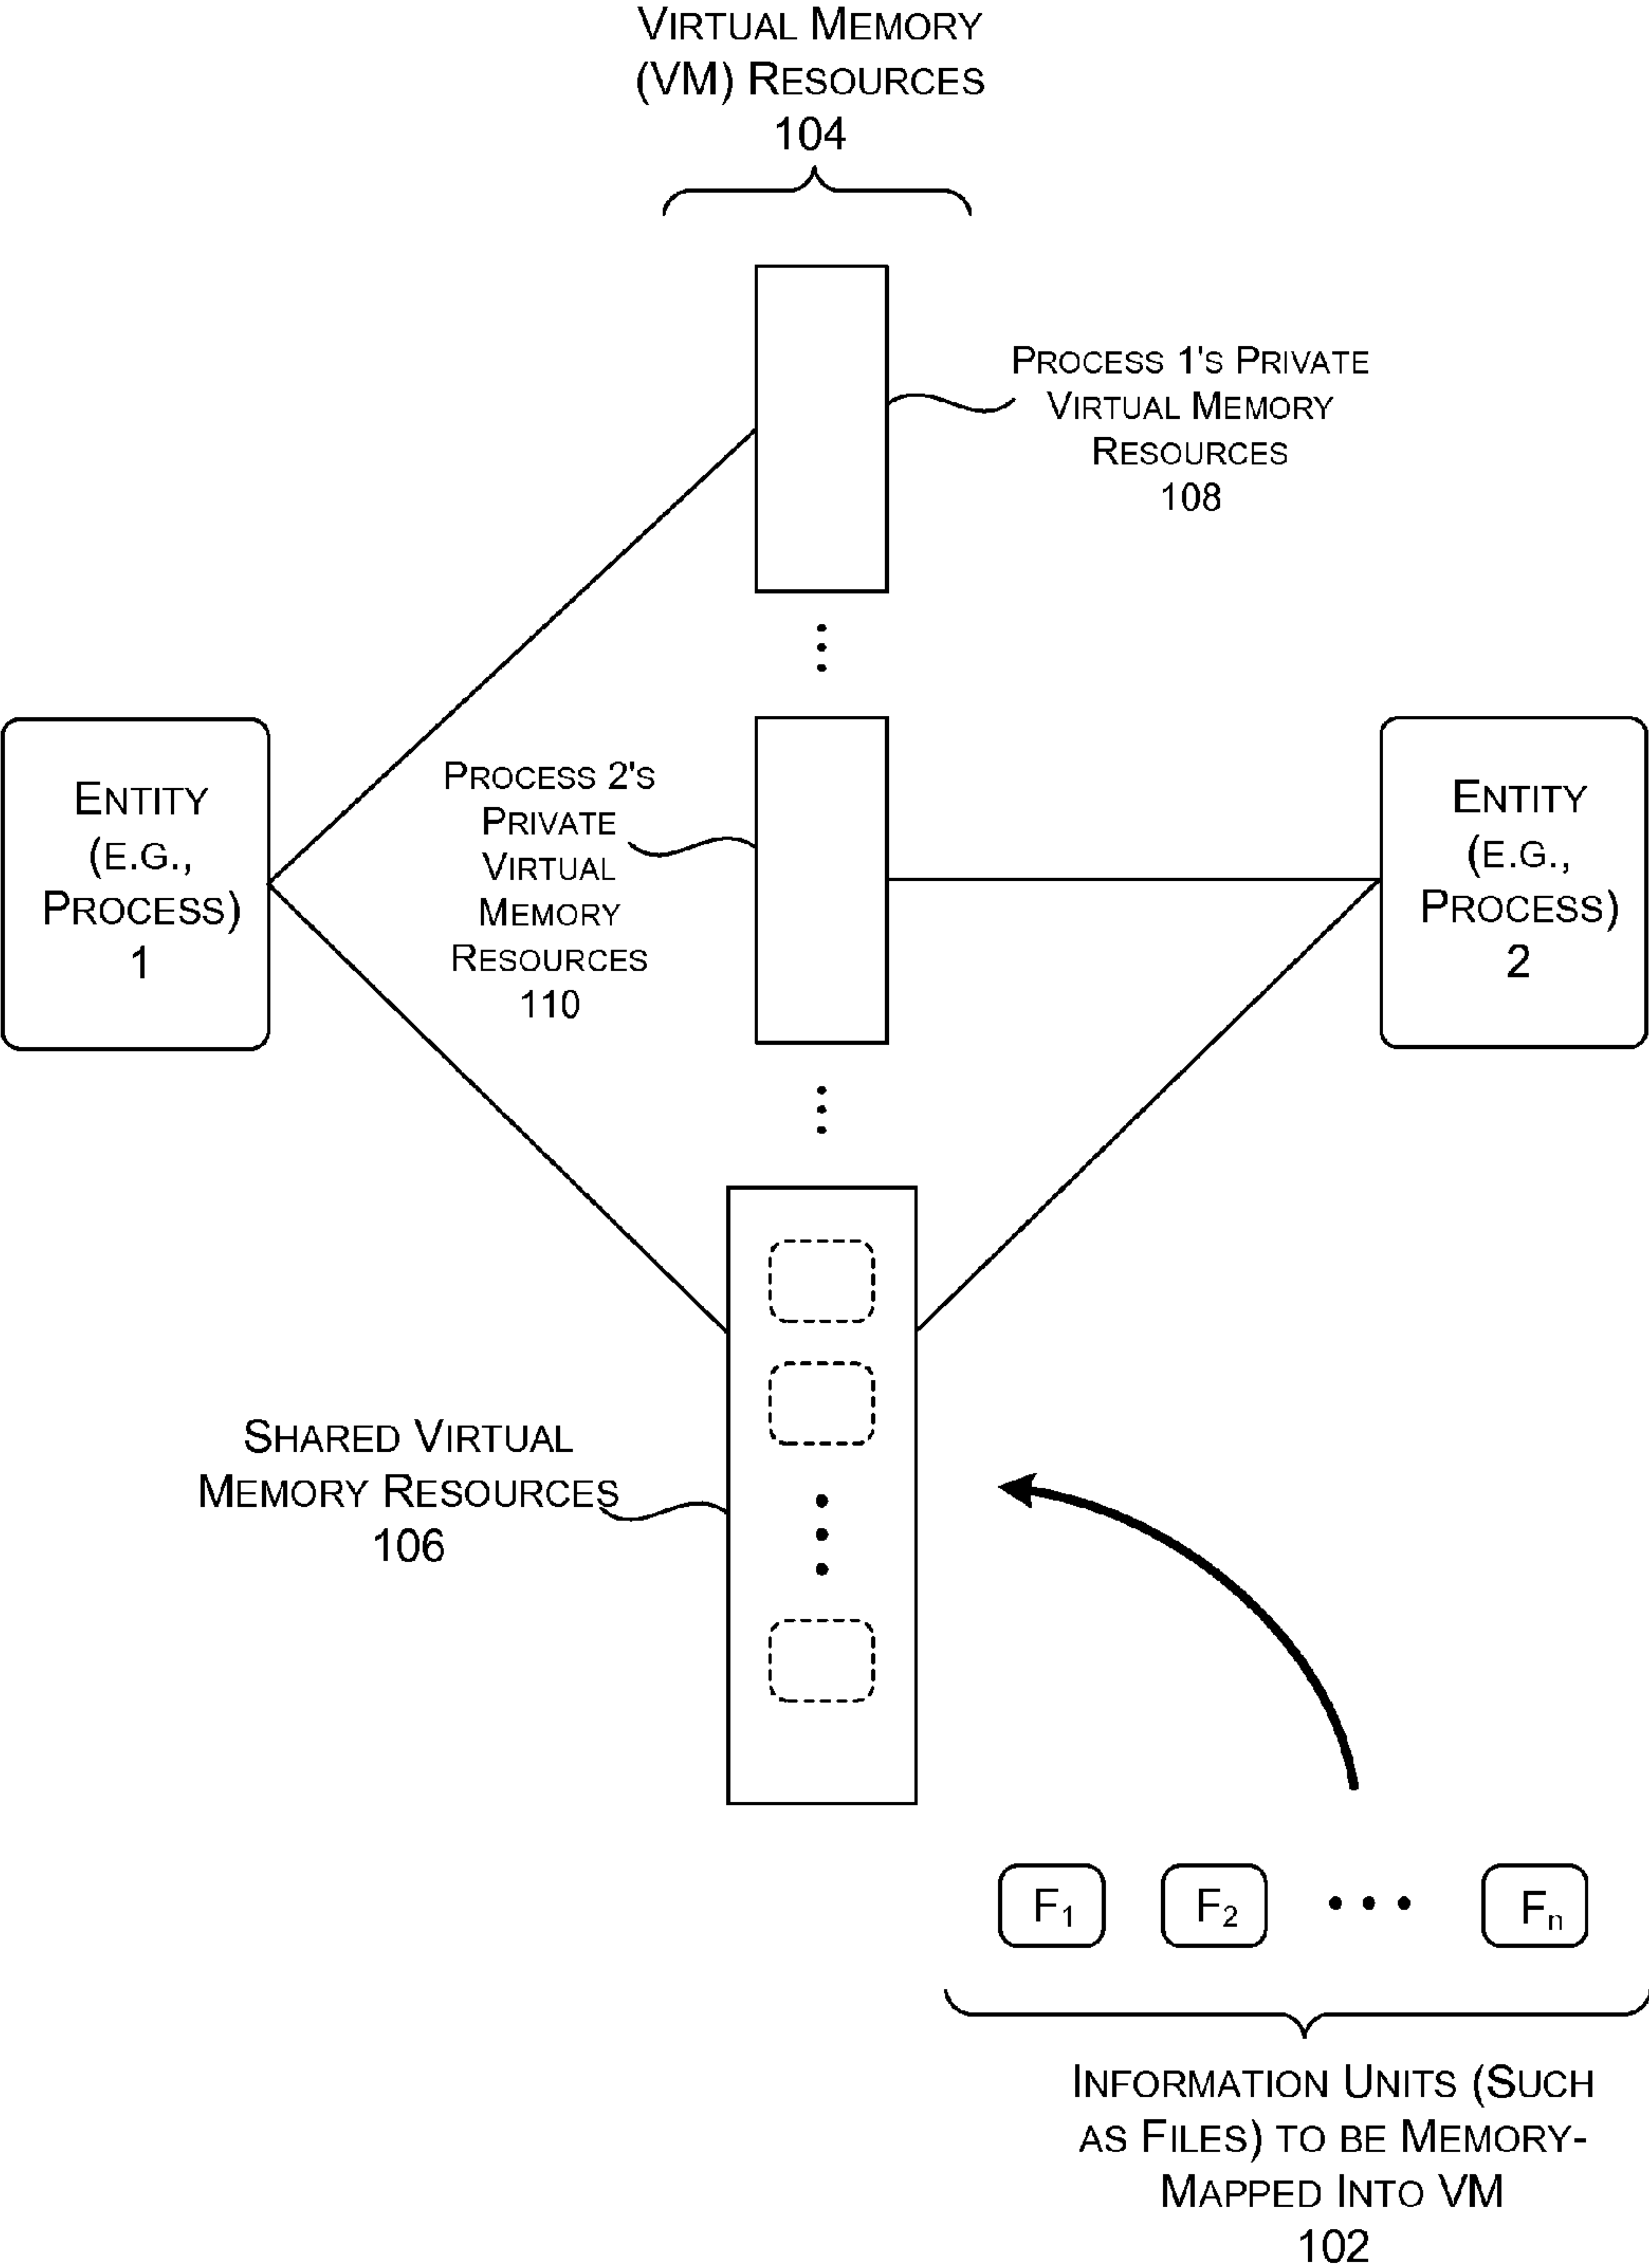 VIRTUAL MEMORY
(VM) RESOURCES
104
PROCESS 1'S PRIVATE
VIRTUAL MEMORY
RESOURCES
108
ENTITY
(E.G.,
PROCESS)
1
PROCESS 2'S
PRIVATE
VIRTUAL
MEMORY
RESOURCES
110
ENTITY
(E.G.,
PROCESS)
2
SHARED VIRTUAL
MEMORY RESOURCES
106
F1 F2 ••• Fn
INFORMATION UNITS (SUCH
AS FILES) TO BE MEMORY-
MAPPED INTO VM
102